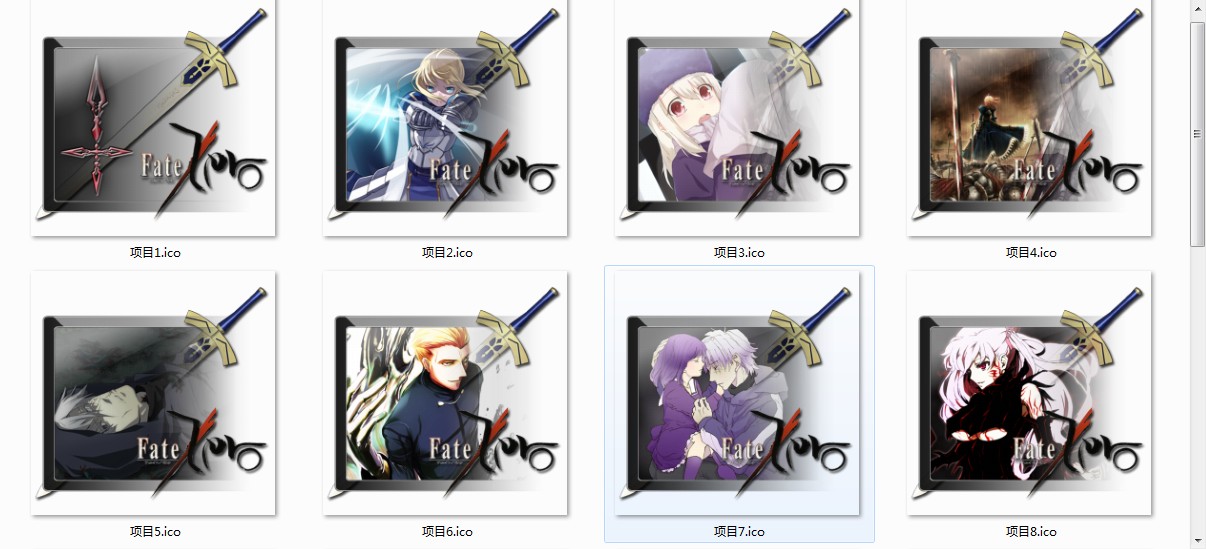 Fate Zero
Fate Zero
Fate Zero
Fate Zero
项目1.ico
项目2.ico
项目3.ico
项目4.ico
Fate Zero
Fate Zero
Fate Zero
Fate Zero
项目5.ico
项目6.ico
项目7.ico
项目8.ico